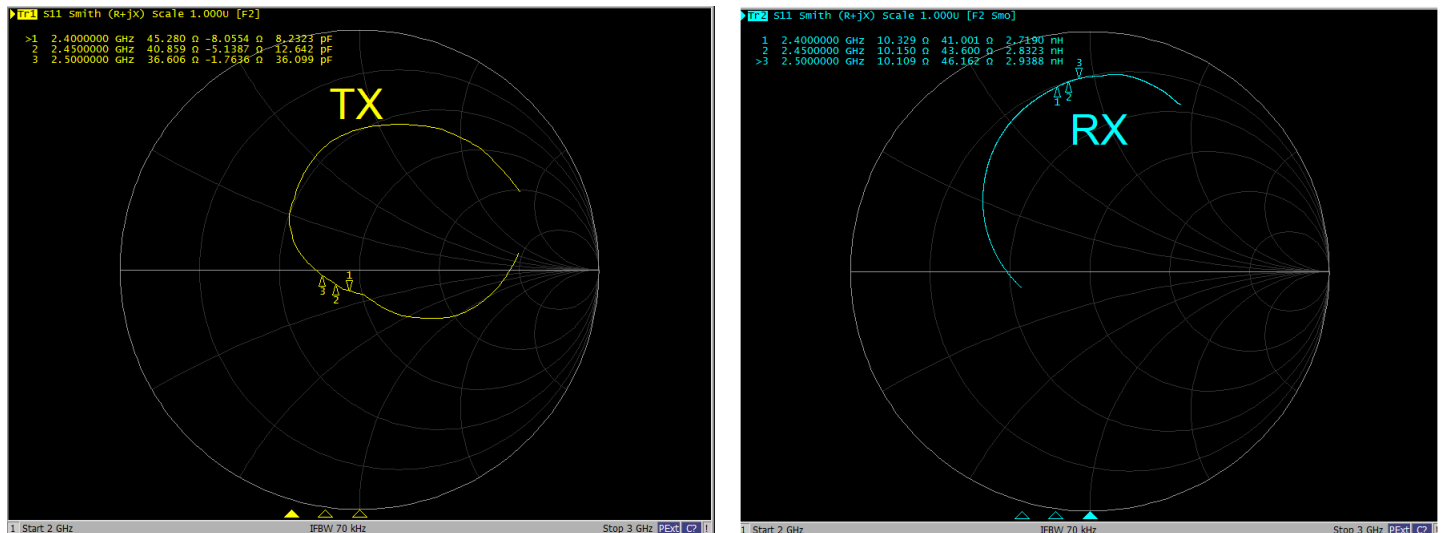 Tr1 S11 Smith (R+jX) Scale 1.000U [F2]
>1 2.4000000 GHz 45.280 Ω -8.0554 Ω 8.2323 pF
2 2.4500000 GHz 40.859 Ω -5.1387 Ω 12.642 pF
3 2.5000000 GHz 36.606 Ω -1.7636 Ω 36.099 pF
TX
1
3
2
1 Start 2 GHz IFBW 70 kHz Stop 3 GHz PExt C? !
Tr2 S11 Smith (R+jX) Scale 1.000U [F2 Smo]
1 2.4000000 GHz 10.329 Ω 41.001 Ω 2.7190 nH
2 2.4500000 GHz 10.150 Ω 43.600 Ω 2.8323 nH
>3 2.5000000 GHz 10.109 Ω 46.162 Ω 2.9388 nH
3
1
2
RX
1 Start 2 GHz IFBW 70 kHz Stop 3 GHz PExt C?